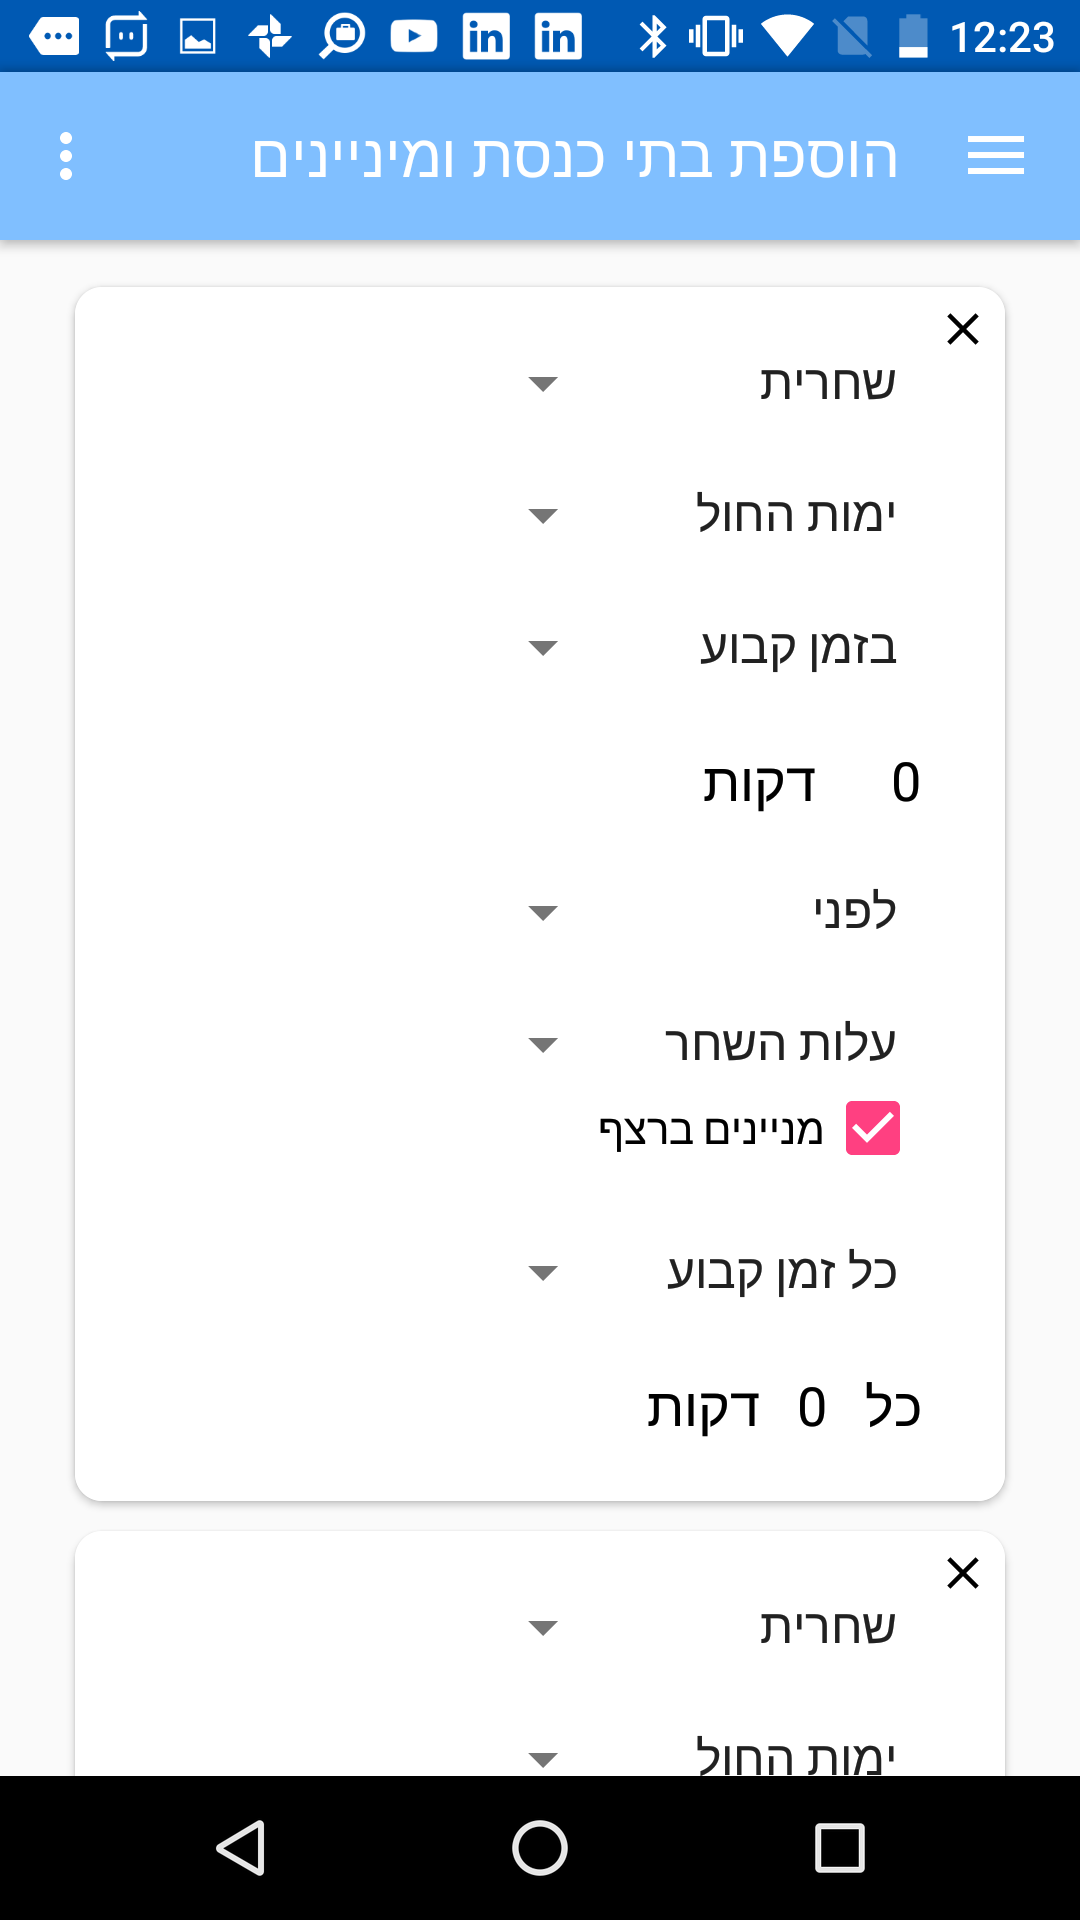 12:23
הוספת בתי כנסת ומיניינים
שחרית
ימות החול
בזמן קבוע
0 דקות
לפני
עלות השחר
מניינים ברצף
כל זמן קבוע
כל 0 דקות
שחרית
ימות החול